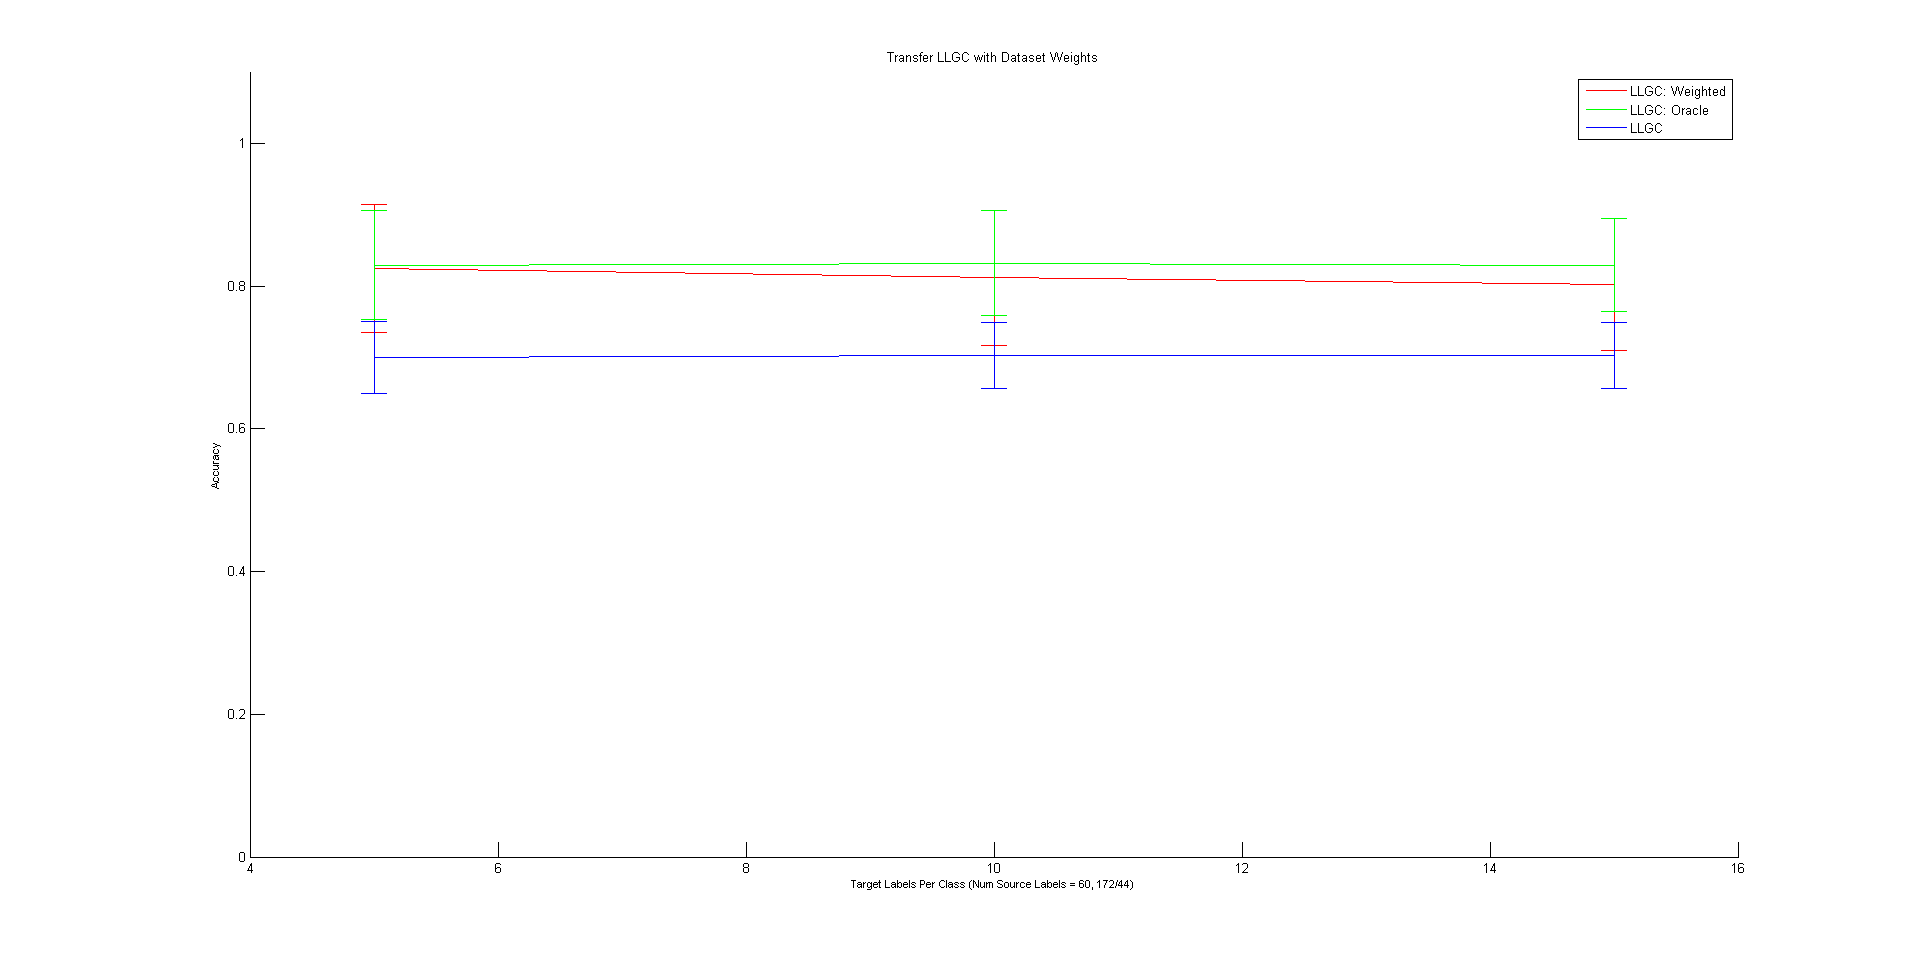 Transfer LLGC with Dataset Weights
LLGC: Weighted
LLGC: Oracle
LLGC
1
0.8
0.6
0.4
0.2
0
Accuracy
4 6 8 10 12 14 16
Target Labels Per Class (Num Source Labels = 60, 172/44)